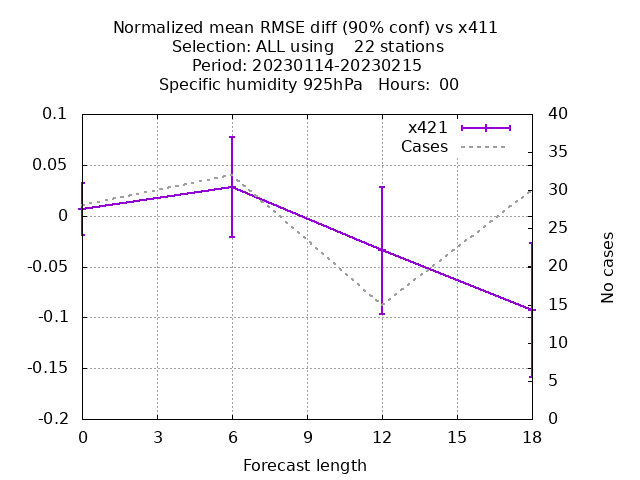 Normalized mean RMSE diff (90% conf) vs x411
Selection: ALL using    22 stations
Period: 20230114-20230215
Specific humidity 925hPa   Hours:  00
x421
Cases
0.1
0.05
0
-0.05
-0.1
-0.15
-0.2
40
35
30
25
20
15
10
5
0
No cases
0 3 6 9 12 15 18
Forecast length